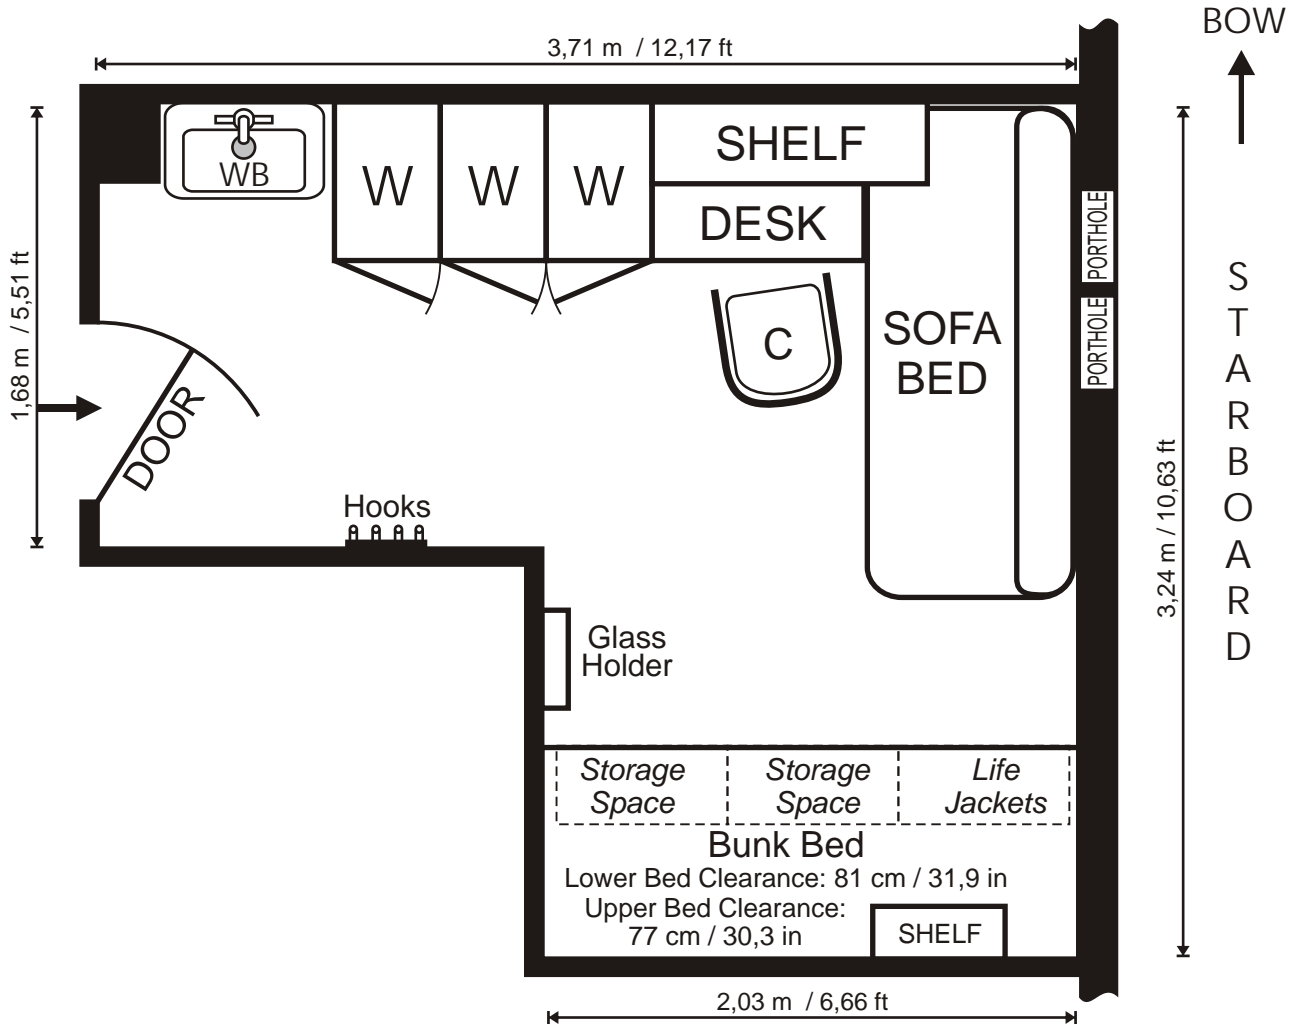 BOW
3,71 m / 12,17 ft
WB
W W W
SHELF
DESK
PORTHOLE
PORTHOLE
1,68 m / 5,51 ft
C
SOFA
BED
DOOR
STARBOARD
3,24 m / 10,63 ft
Hooks
Glass
Holder
Storage
Space
Storage
Space
Life
Jackets
Bunk Bed
Lower Bed Clearance: 81 cm / 31,9 in
Upper Bed Clearance:
77 cm / 30,3 in
SHELF
2,03 m / 6,66 ft